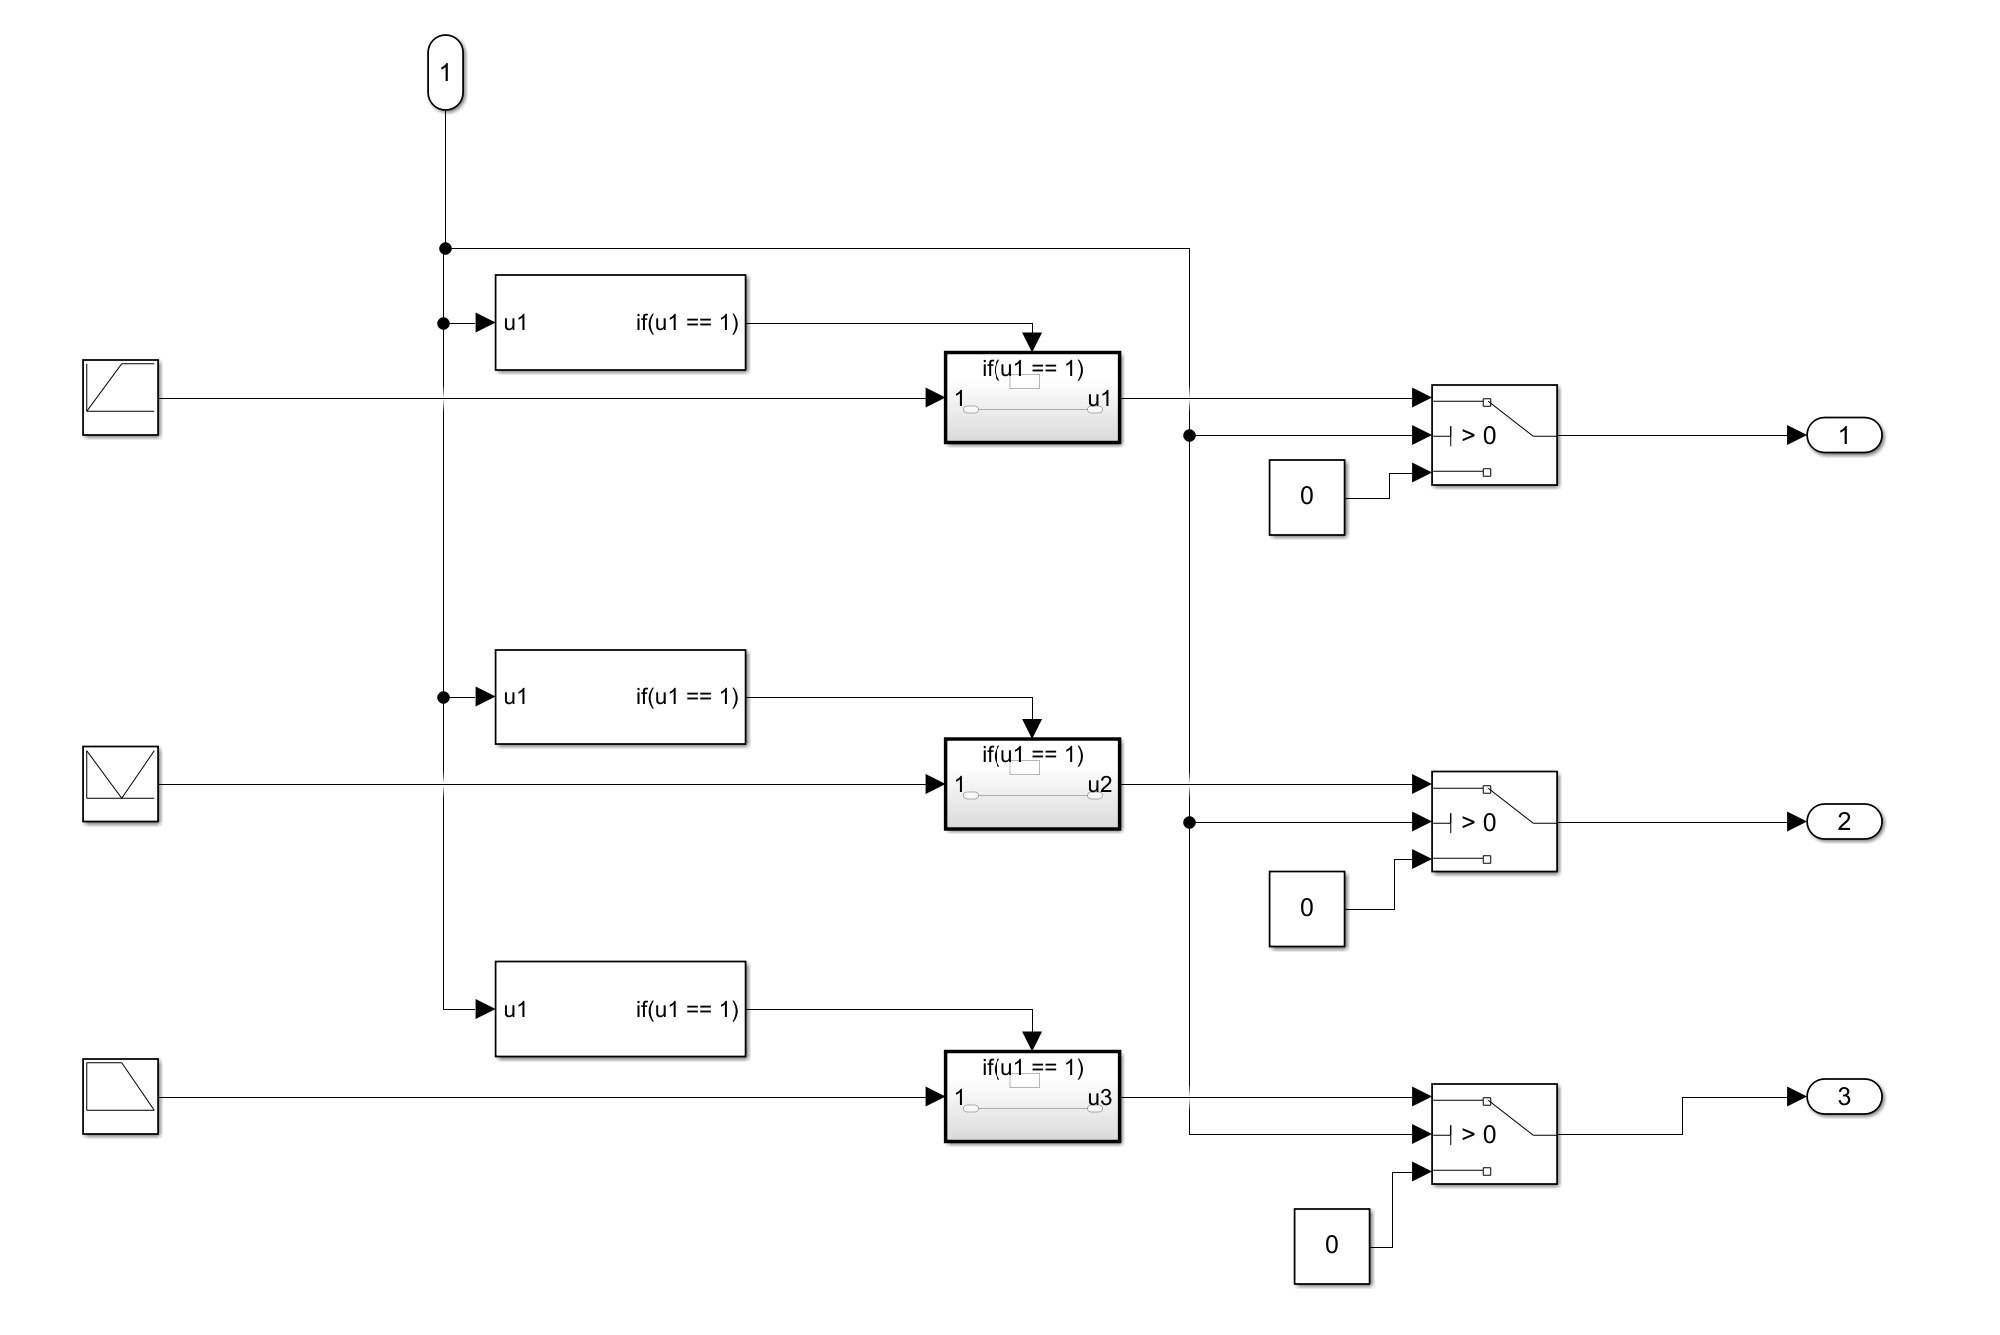 1
u1 if(u1 == 1)
if(u1 == 1)
1 u1
> 0
1
0
u1 if(u1 == 1)
if(u1 == 1)
1 u2
> 0
2
0
u1 if(u1 == 1)
if(u1 == 1)
1 u3
3
> 0
0